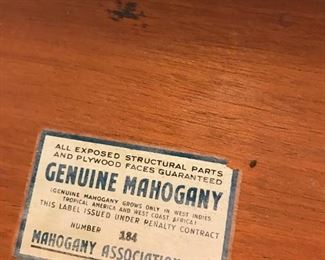 ALL EXPOSED STRUCTURAL PARTS
AND PLYWOOD FACES GUARANTEED
GENUINE MAHOGANY
(GENUINE MAHOGANY GROWS ONLY IN WEST INDIES
TROPICAL AMERICA AND WEST COAST AFRICA)
THIS LABEL ISSUED UNDER PENALTY CONTRACT
NUMBER 184
MAHOGANY ASSOCIATION